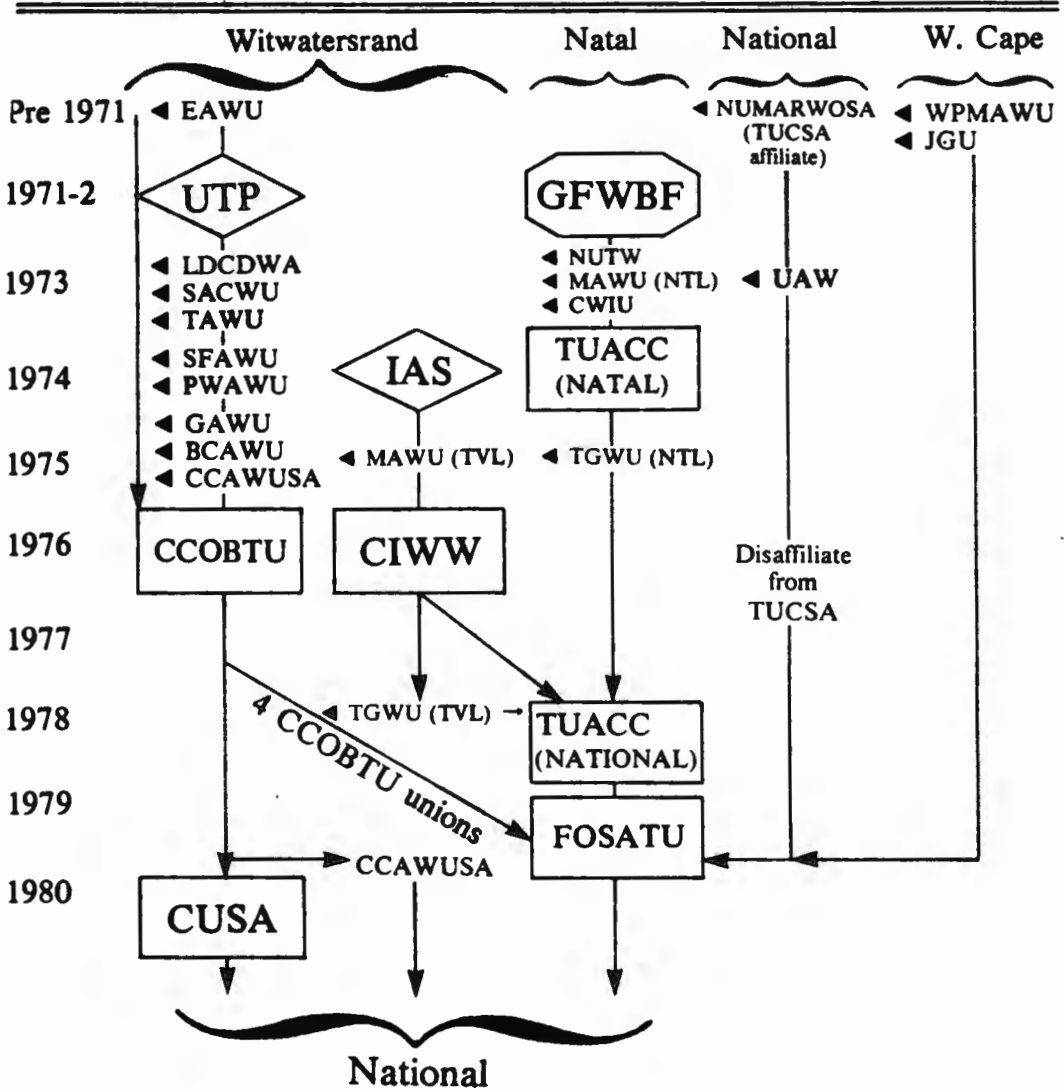 Witwatersrand
Natal
National
W. Cape
Pre 1971
EAWU
NUMARWOSA
(TUCSA
affiliate)
WPMAWU
JGU
1971-2
UTP
GFWBF
1973
LDCDWA
SACWU
TAWU
NUTW
MAWU (NTL)
CWIU
UAW
1974
SFAWU
PWAWU
IAS
TUACC
(NATAL)
1975
GAWU
BCAWU
CCAWUSA
MAWU (TVL)
TGWU (NTL)
1976
CCOBTU
CIWW
Disaffiliate
from
TUCSA
1977
1978
4 CCOBTU unions
TGWU (TVL)
TUACC
(NATIONAL)
1979
FOSATU
CCAWUSA
1980
CUSA
National